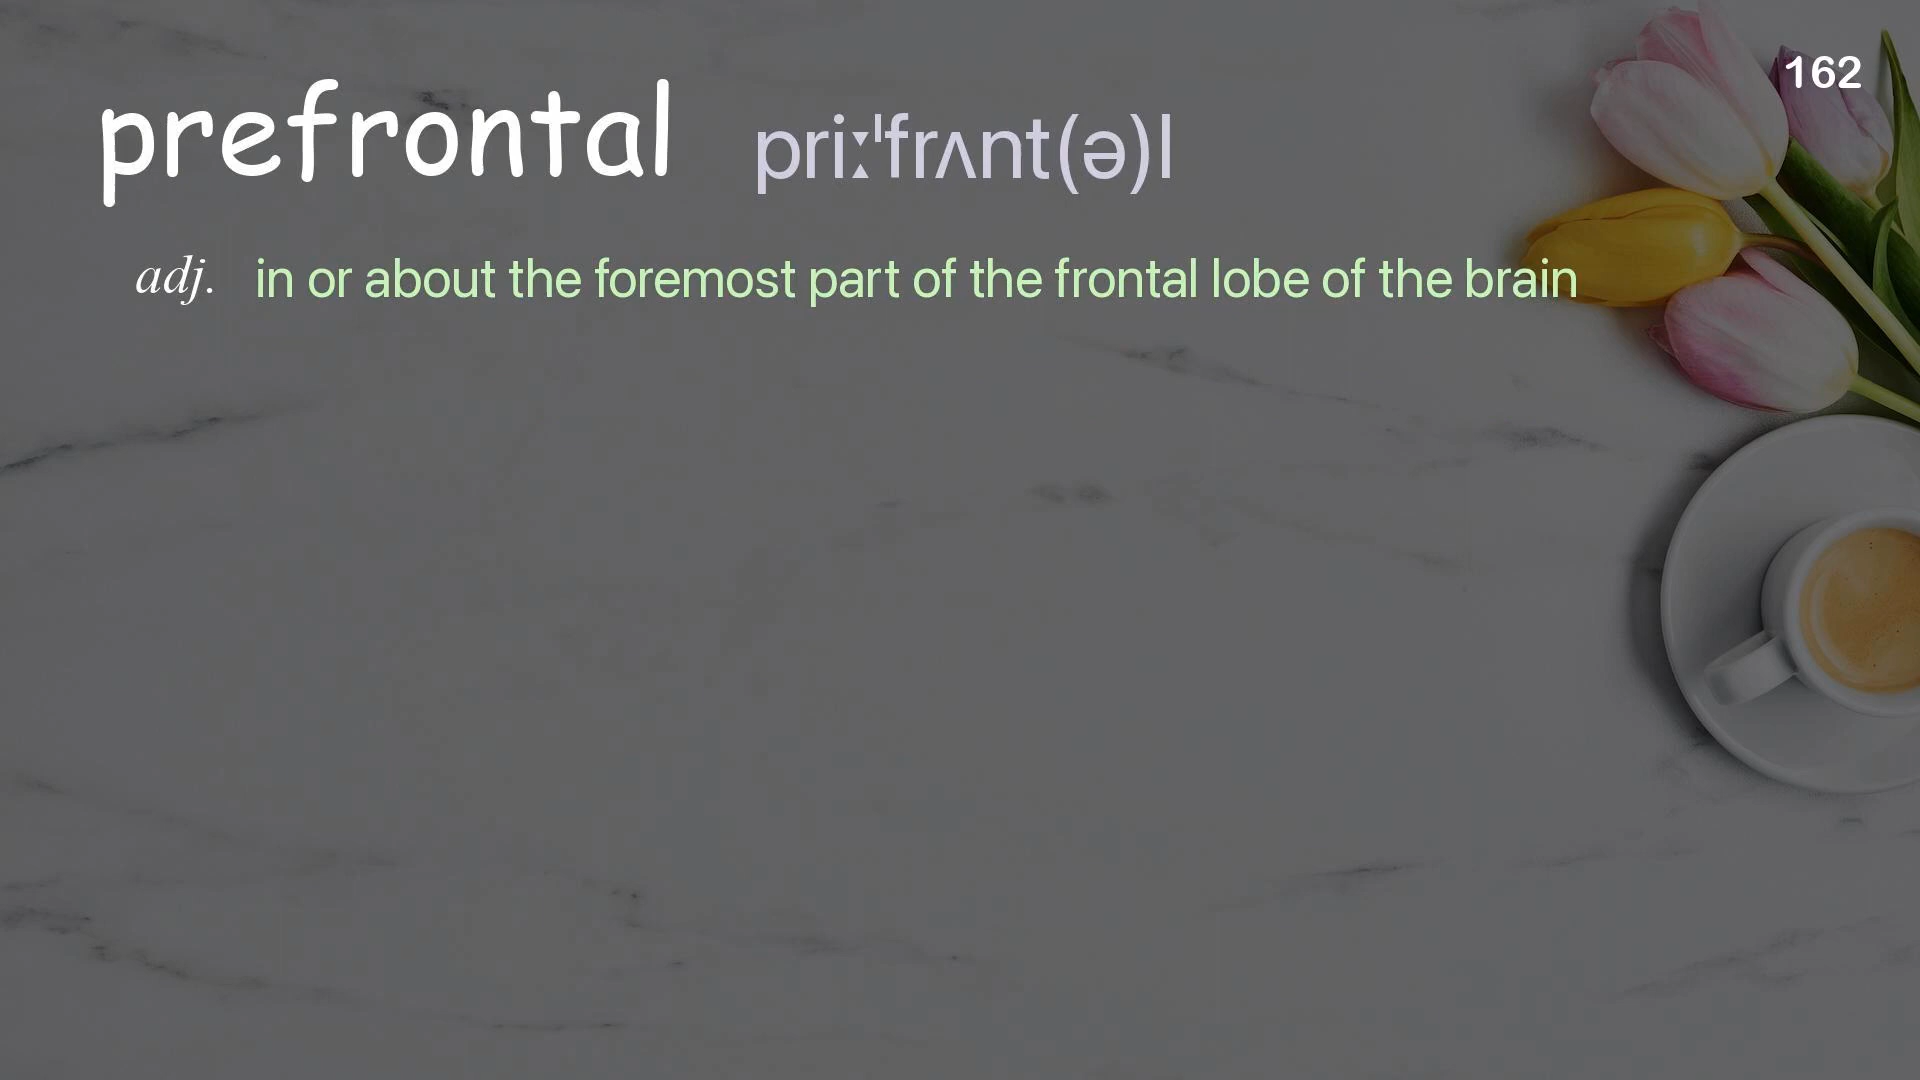 162
prefrontal priːˈfrʌnt(ə)l
adj. in or about the foremost part of the frontal lobe of the brain